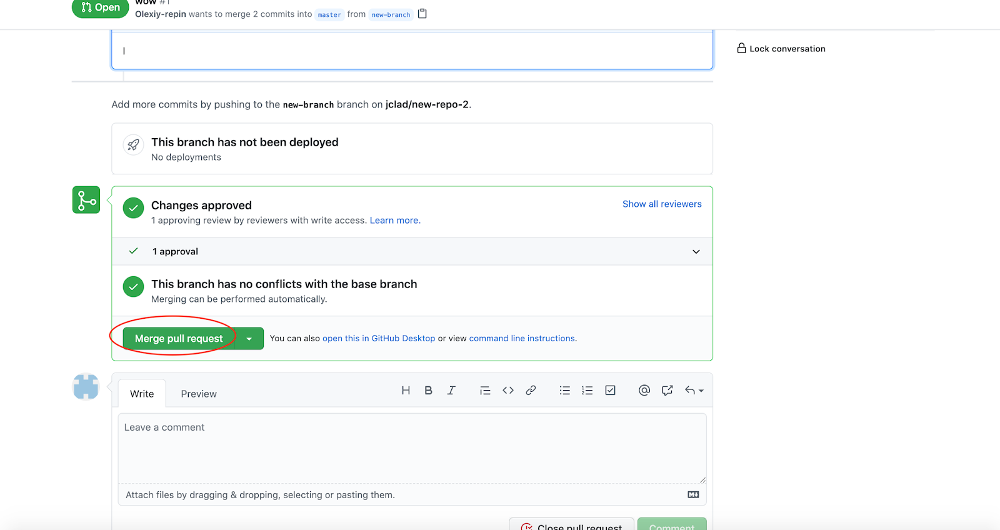 Open
wow #1
Olexiy-repin wants to merge 2 commits into master from new-branch
Lock conversation
Add more commits by pushing to the new-branch branch on jclad/new-repo-2.
This branch has not been deployed
No deployments
Changes approved
Show all reviewers
1 approving review by reviewers with write access. Learn more.
1 approval
This branch has no conflicts with the base branch
Merging can be performed automatically.
Merge pull request
You can also open this in GitHub Desktop or view command line instructions.
Write
Preview
Leave a comment
Attach files by dragging & dropping, selecting or pasting them.
Close pull request
Comment